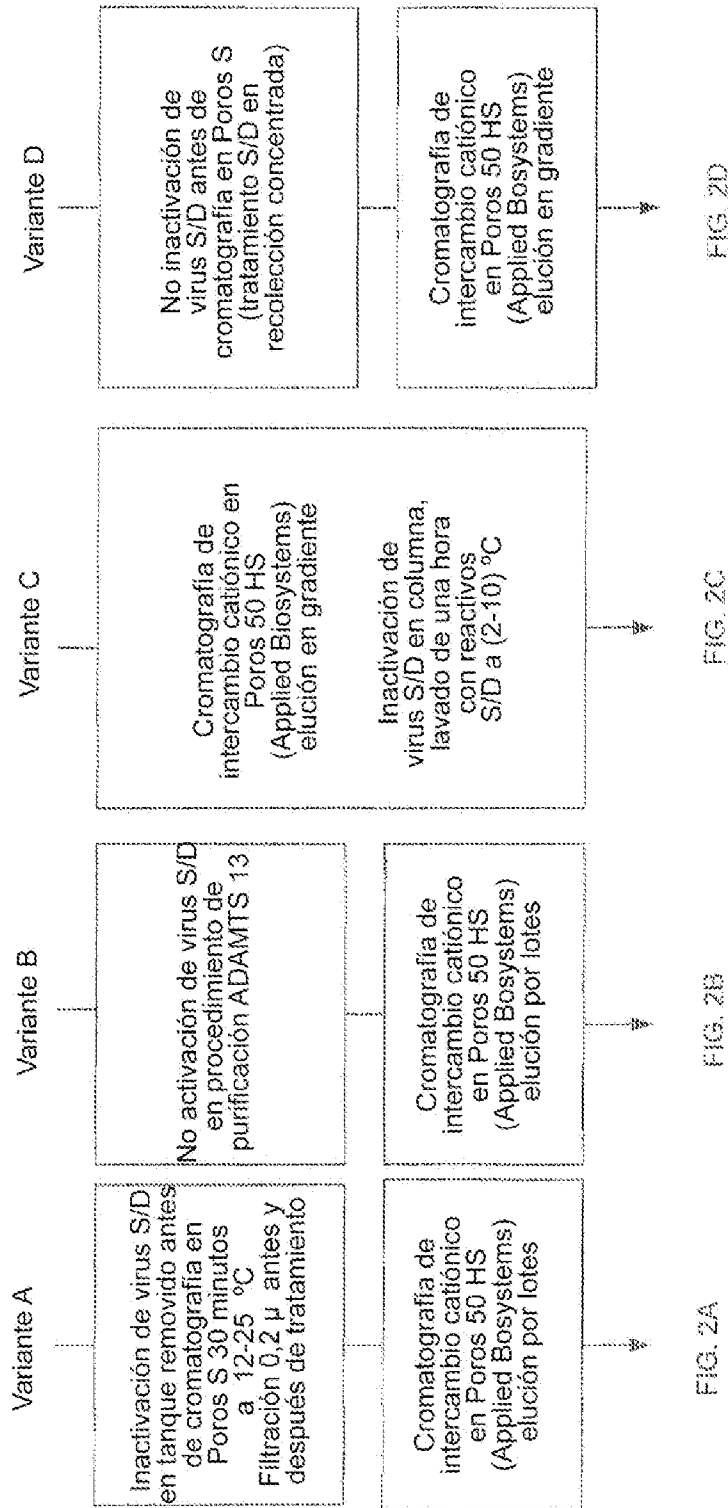 Variante A
Inactivación de virus S/D
en tanque removido antes
de cromatografía en
Poros S 30 minutos
a 12-25 ºC
Filtración 0,2 µ antes y
después de tratamiento
Cromatografía de
intercambo catiónico
en Poros 50 HS
(Applied Bosystems)
elución por lotes
FIG. 2A
Variante B
No activación de virus S/D
en procedimiento de
purificación ADAMTS 13
Cromatografía de
intercambo catiónico
en Poros 50 HS
(Applied Bosystems)
elución por lotes
FIG. 2B
Variante C
Cromatografía de
intercambio catiónico en
Poros 50 HS
(Applied Biosystems)
elución en gradiente
Inactivación de
virus S/D en columna,
lavado de una hora
con reactivos
S/D a (2-10) ºC
FIG. 2C
Variante D
No inactivación de
virus S/D antes de
cromatografía en Poros S
(tratamiento S/D en
recolección concentrada)
Cromatografía de
intercambo catiónico
en Poros 50 HS
(Applied Bosystems)
elución en gradiente
FIG. 2D